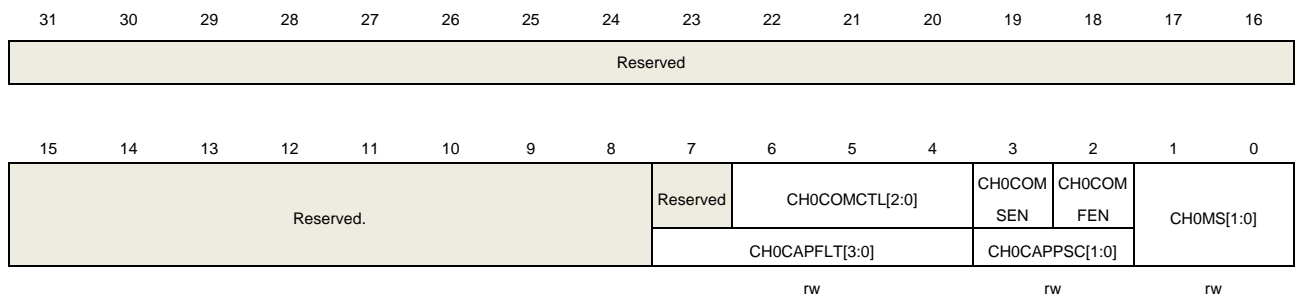 31 30 29 28 27 26 25 24 23 22 21 20 19 18 17 16
Reserved
15 14 13 12 11 10 9 8 7 6 5 4 3 2 1 0
Reserved.
Reserved
CH0COMCTL[2:0]
CH0COM
SEN
CH0COM
FEN
CH0MS[1:0]
CH0CAPFLT[3:0]
CH0CAPPSC[1:0]
rw rw rw